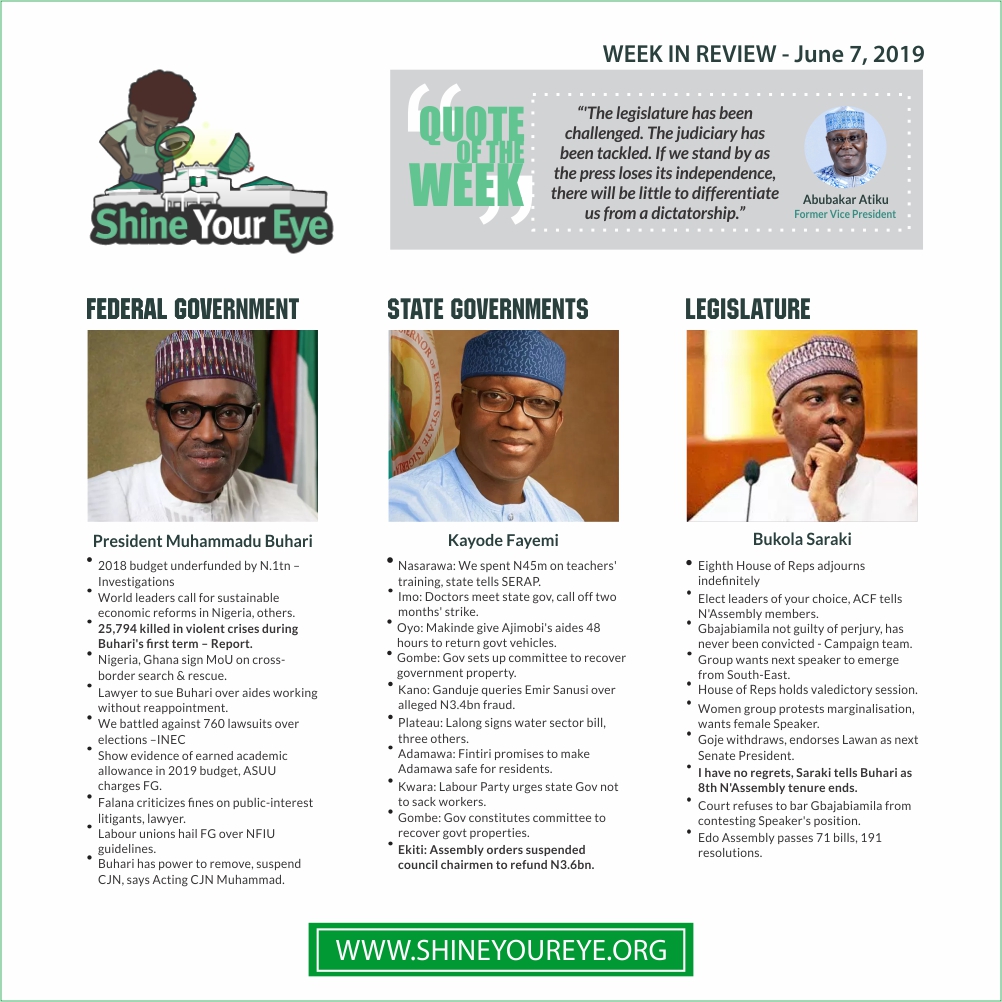 WEEK IN REVIEW - June 7, 2019
Shine Your Eye
QUOTE
OF THE
WEEK
“'The legislature has been
challenged. The judiciary has
been tackled. If we stand by as
the press loses its independence,
there will be little to differentiate
us from a dictatorship.”
Abubakar Atiku
Former Vice President
FEDERAL GOVERNMENT
President Muhammadu Buhari
• 2018 budget underfunded by N.1tn –
Investigations
• World leaders call for sustainable
economic reforms in Nigeria, others.
• 25,794 killed in violent crises during
Buhari's first term – Report.
• Nigeria, Ghana sign MoU on cross-
border search & rescue.
• Lawyer to sue Buhari over aides working
without reappointment.
• We battled against 760 lawsuits over
elections –INEC
• Show evidence of earned academic
allowance in 2019 budget, ASUU
charges FG.
• Falana criticizes fines on public-interest
litigants, lawyer.
• Labour unions hail FG over NFIU
guidelines.
• Buhari has power to remove, suspend
CJN, says Acting CJN Muhammad.
STATE GOVERNMENTS
ERNOR OF EKITI STATE NIGERIA
Kayode Fayemi
• Nasarawa: We spent N45m on teachers'
training, state tells SERAP.
• Imo: Doctors meet state gov, call off two
months' strike.
• Oyo: Makinde give Ajimobi's aides 48
hours to return govt vehicles.
• Gombe: Gov sets up committee to recover
government property.
• Kano: Ganduje queries Emir Sanusi over
alleged N3.4bn fraud.
• Plateau: Lalong signs water sector bill,
three others.
• Adamawa: Fintiri promises to make
Adamawa safe for residents.
• Kwara: Labour Party urges state Gov not
to sack workers.
• Gombe: Gov constitutes committee to
recover govt properties.
• Ekiti: Assembly orders suspended
council chairmen to refund N3.6bn.
LEGISLATURE
Bukola Saraki
• Eighth House of Reps adjourns
indefinitely
• Elect leaders of your choice, ACF tells
N'Assembly members.
• Gbajabiamila not guilty of perjury, has
never been convicted - Campaign team.
• Group wants next speaker to emerge
from South-East.
• House of Reps holds valedictory session.
• Women group protests marginalisation,
wants female Speaker.
• Goje withdraws, endorses Lawan as next
Senate President.
• I have no regrets, Saraki tells Buhari as
8th N'Assembly tenure ends.
• Court refuses to bar Gbajabiamila from
contesting Speaker's position.
• Edo Assembly passes 71 bills, 191
resolutions.
WWW.SHINEYOUREYE.ORG